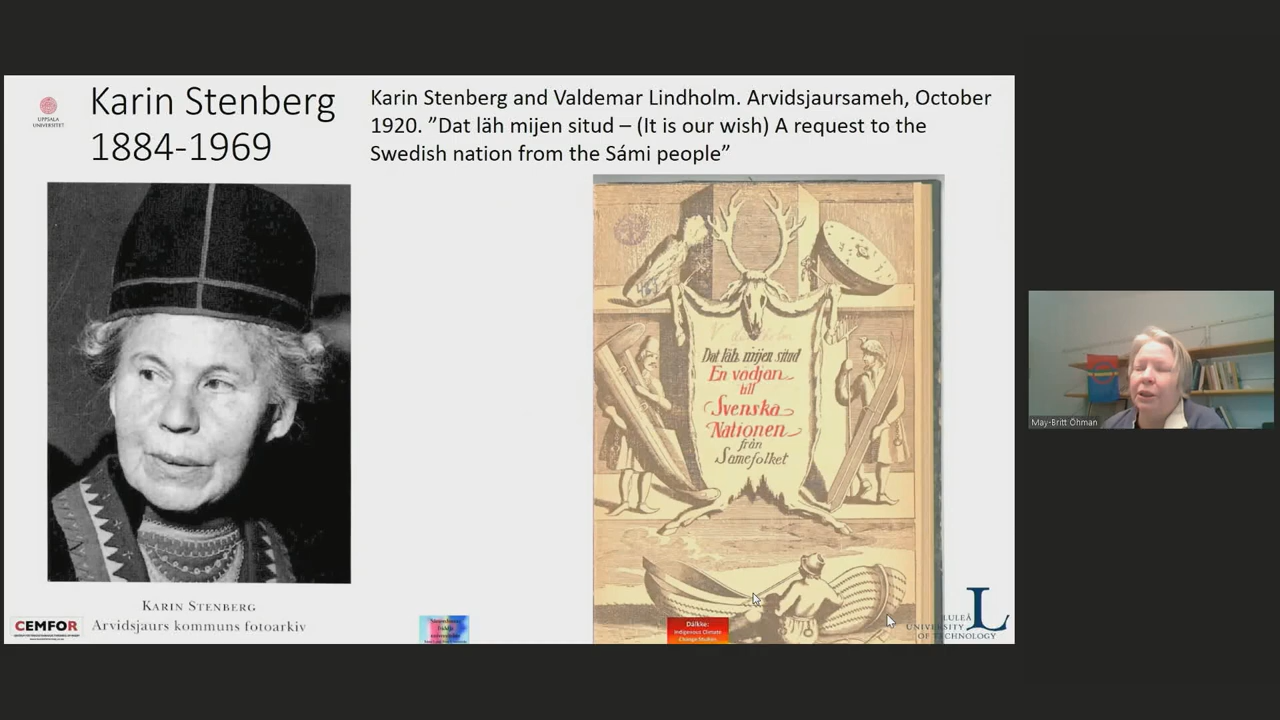 UPPSALA
UNIVERSITET
Karin Stenberg
1884-1969
Karin Stenberg and Valdemar Lindholm. Arvidsjaursameh, October
1920. ”Dat läh mijen situd – (It is our wish) A request to the
Swedish nation from the Sámi people”
Dat läh mijen situd
En vädjan
till
Svenska
Nationen
från
Samefolket
KARIN STENBERG
Arvidsjaurs kommuns fotoarkiv
CEMFOR
Dálkke:
Indigenous Climate
Change Studies
LULEÅ
UNIVERSITY
OF TECHNOLOGY
L
May-Britt Öhman